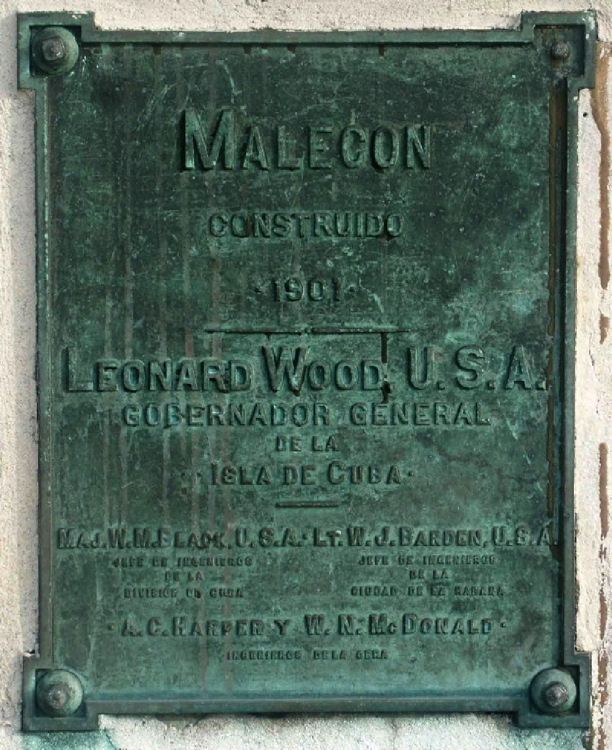 MALECON
CONSTRUIDO
·1901·
LEONARD WOOD, U.S.A.
GOBERNADOR GENERAL
DE LA
·ISLA DE CUBA·
MAJ. W. M. BLACK, U.S.A.· LT. W. J. BARDEN, U.S.A.
JEFE DE INGENIEROS JEFE DE INGENIEROS
DE LA DE LA
DIVISION DE CUBA CIUDAD DE LA HABANA
·A. C. HARPER Y W. N. MCDONALD·
INGENIEROS DE LA OBRA